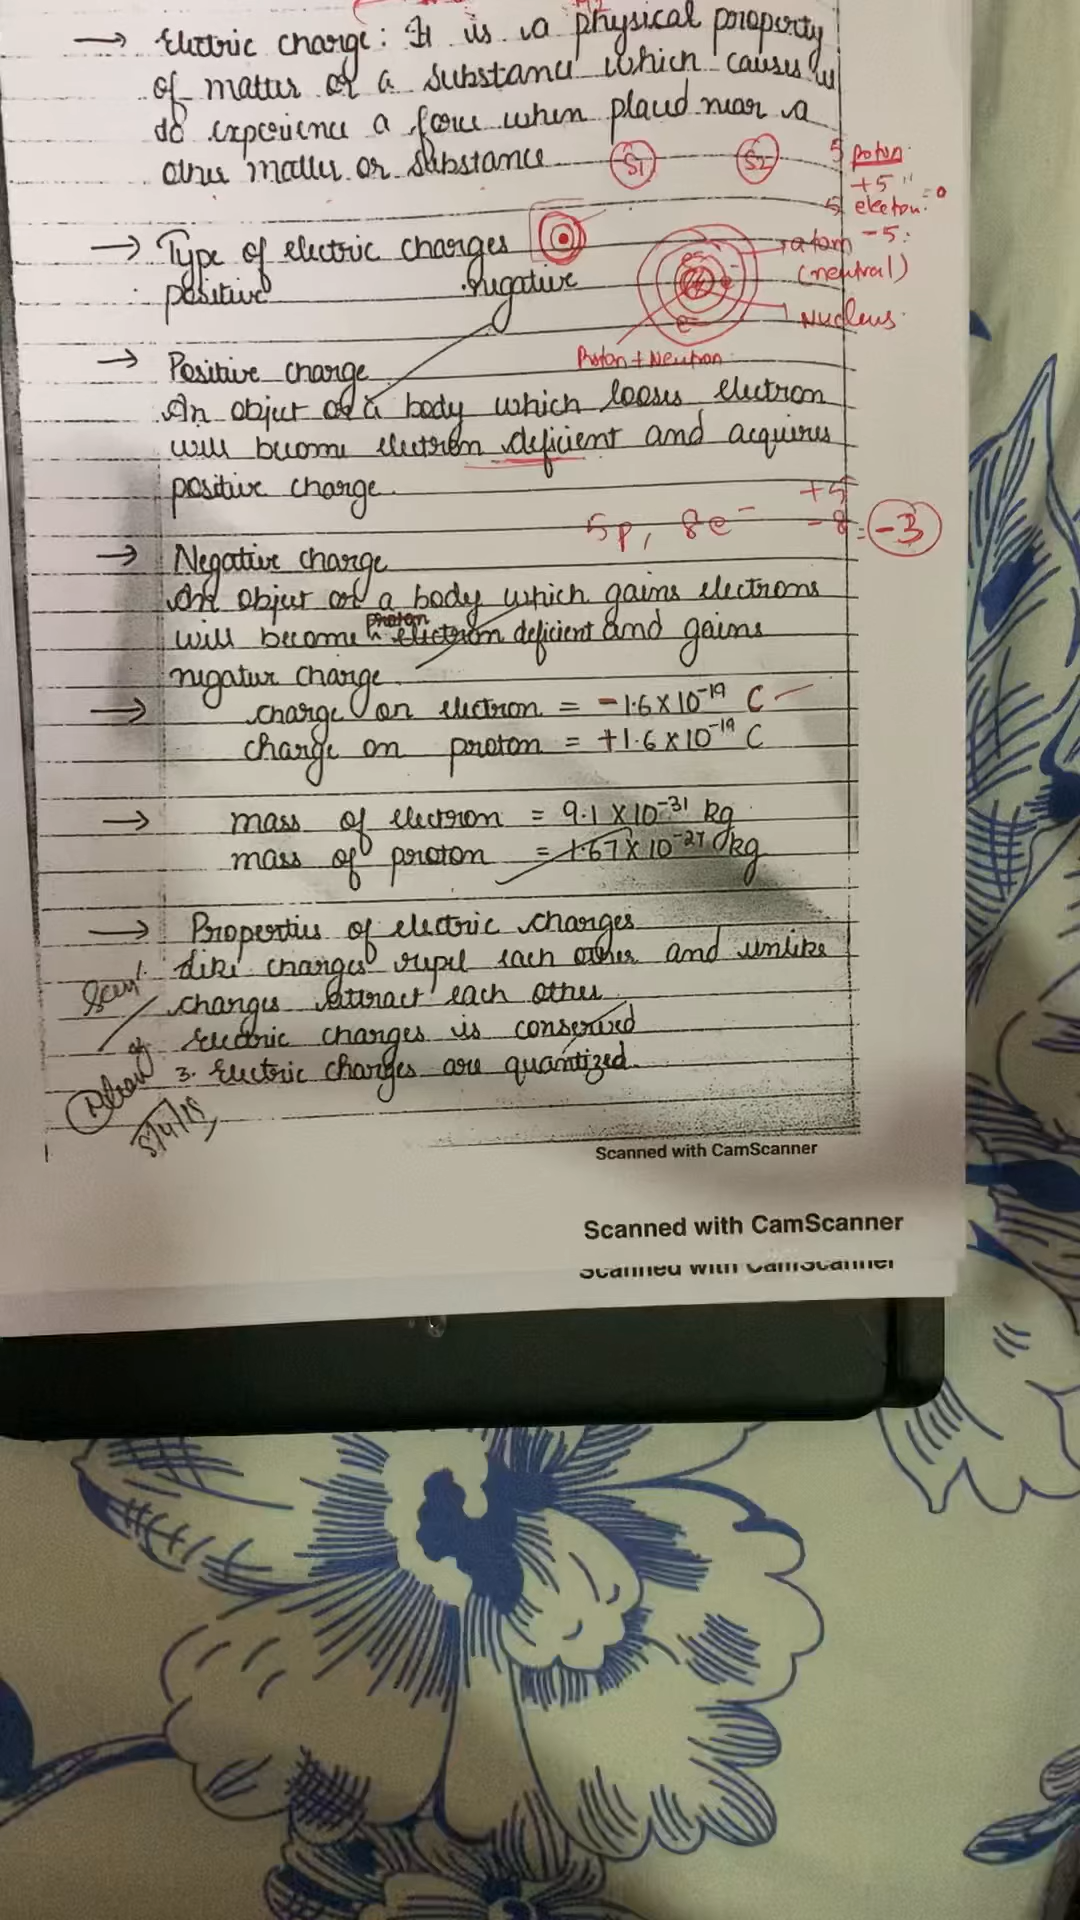 → Electric charge: It is a physical property
of matter or a substance which causes it
to experience a force when placed near a
other matter or substance
S1 S2
5 proton
+5
5 electron = 0
-5
→ Type of electric charges
positive negative
atom
(neutral)
Nucleus
Proton + Neutron
→ Positive charge
An object or a body which looses electron
will become electron deficient and acquires
positive charge.
+5
5p, 8e⁻ -8 = -3
→ Negative charge
An object or a body which gains electrons
proton
will become electron deficient and gains
negative charge
→ charge on electron = -1.6 × 10⁻¹⁹ C
charge on proton = +1.6 × 10⁻¹⁹ C
→ mass of electron = 9.1 × 10⁻³¹ kg
mass of proton = 1.67 × 10⁻²⁷ kg
→ Properties of electric charges
1. Like charges repel each other and unlike
charges attract each other
Electric charges is conserved
3. Electric charges are quantized.
Scanned with CamScanner
Scanned with CamScanner
Scanned with CamScanner